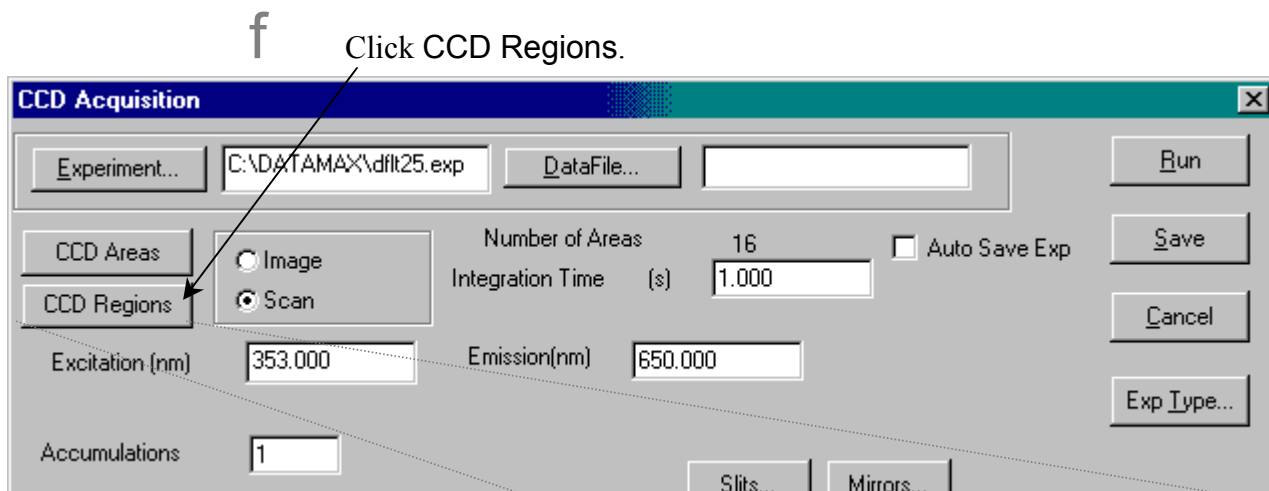 f Click CCD Regions.
CCD Acquisition
Experiment... C:\DATAMAX\dflt25.exp DataFile... Run
CCD Areas Image Number of Areas 16 Auto Save Exp Save
Integration Time (s) 1.000
CCD Regions Scan Cancel
Excitation (nm) 353.000 Emission(nm) 650.000
Exp Type...
Accumulations 1
Slits... Mirrors...